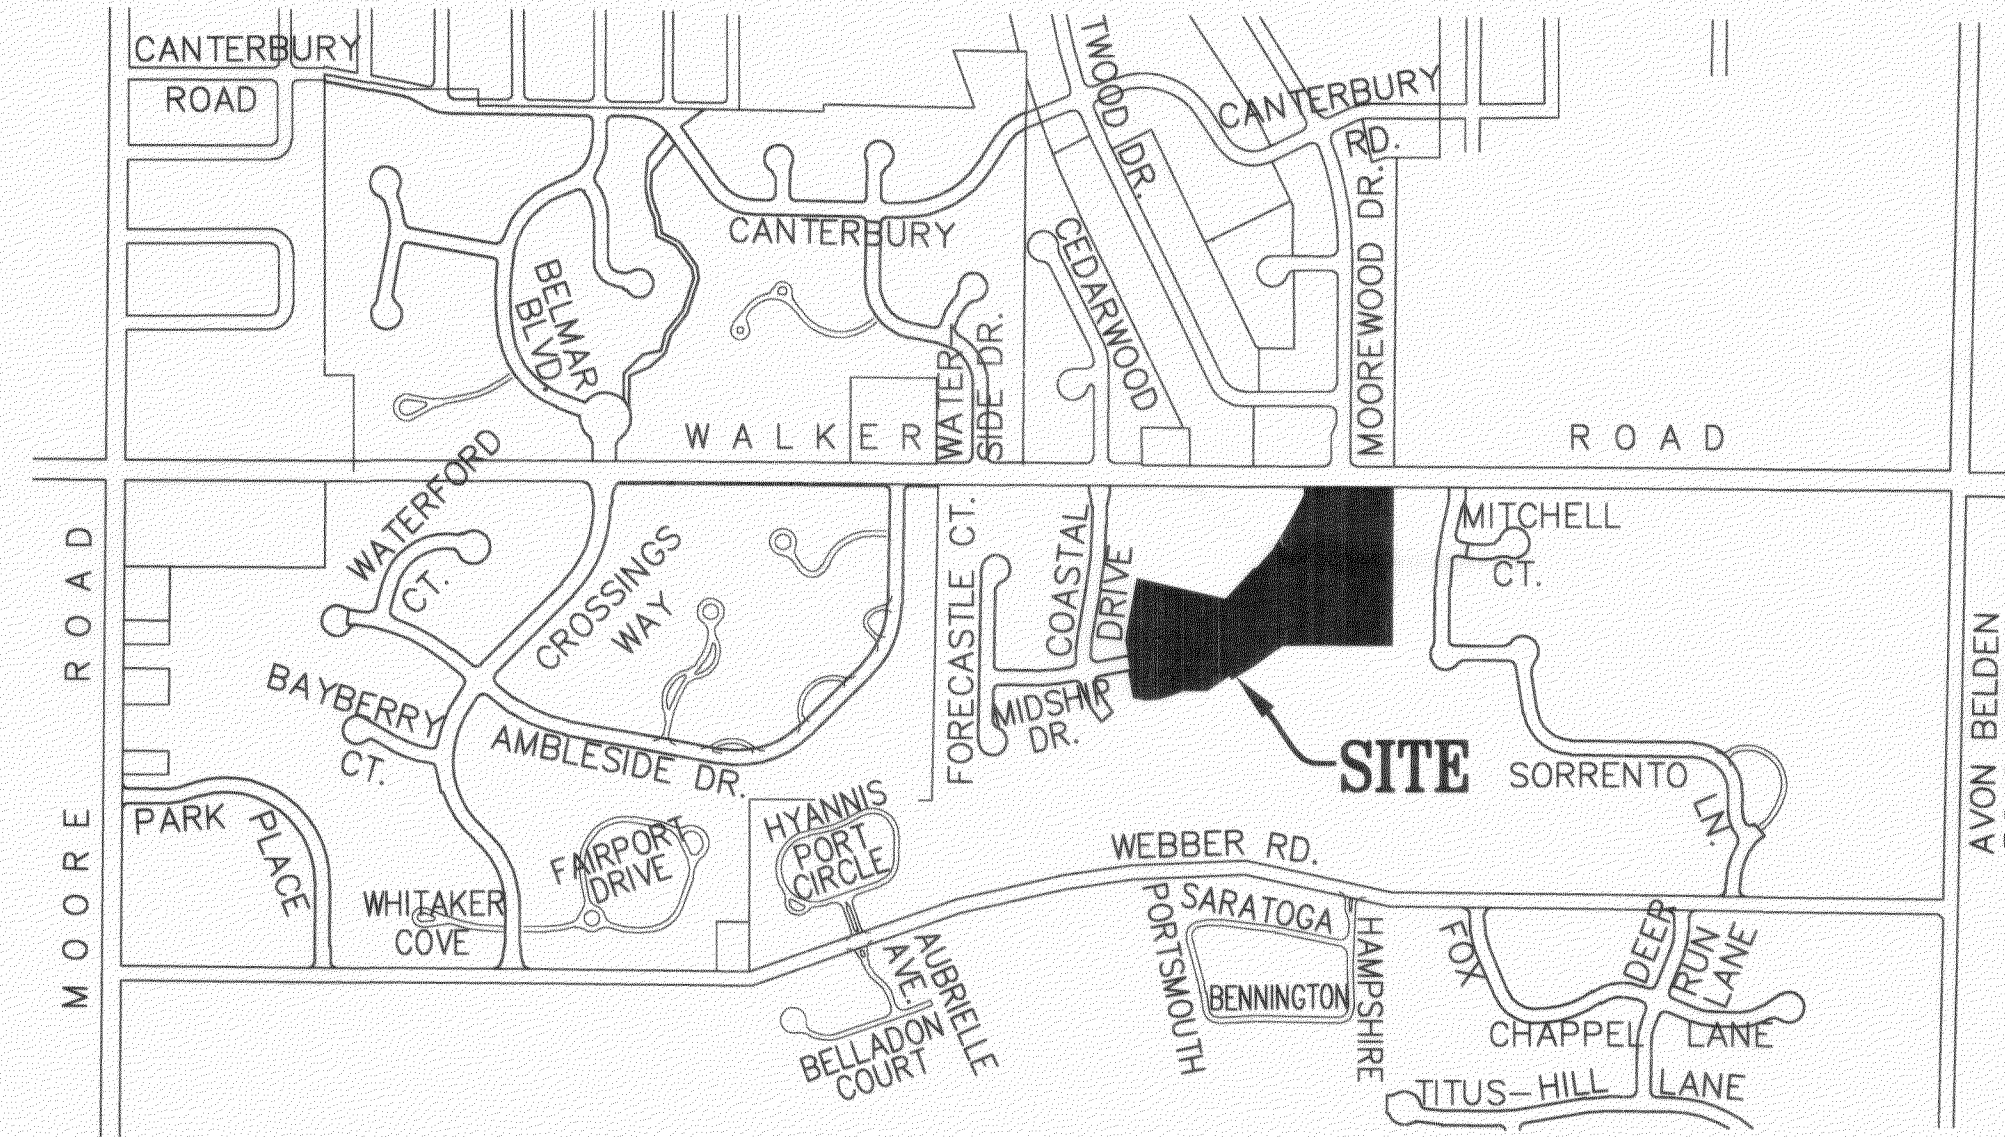 CANTERBURY
ROAD
TWOOD DR.
CANTERBURY
RD.
CANTERBURY
BELMAR
BLVD.
CEDARWOOD
MOOREWOOD DR.
WATER
SIDE DR.
WALKER ROAD
WATERFORD
CT.
CROSSINGS
WAY
FORECASTLE CT.
COASTAL
DRIVE
MITCHELL
CT.
MOORE ROAD
BAYBERRY
CT.
AMBLESIDE DR.
MIDSHIP
DR.
SITE
SORRENTO
LN.
AVON BELDEN
PARK PLACE
HYANNIS
PORT
CIRCLE
FAIRPORT
DRIVE
WEBBER RD.
WHITAKER
COVE
AUBRIELLE
AVE.
BELLADON
COURT
PORTSMOUTH
SARATOGA
BENNINGTON
HAMPSHIRE
FOX
DEER
RUN
LANE
CHAPPEL LANE
TITUS-HILL LANE